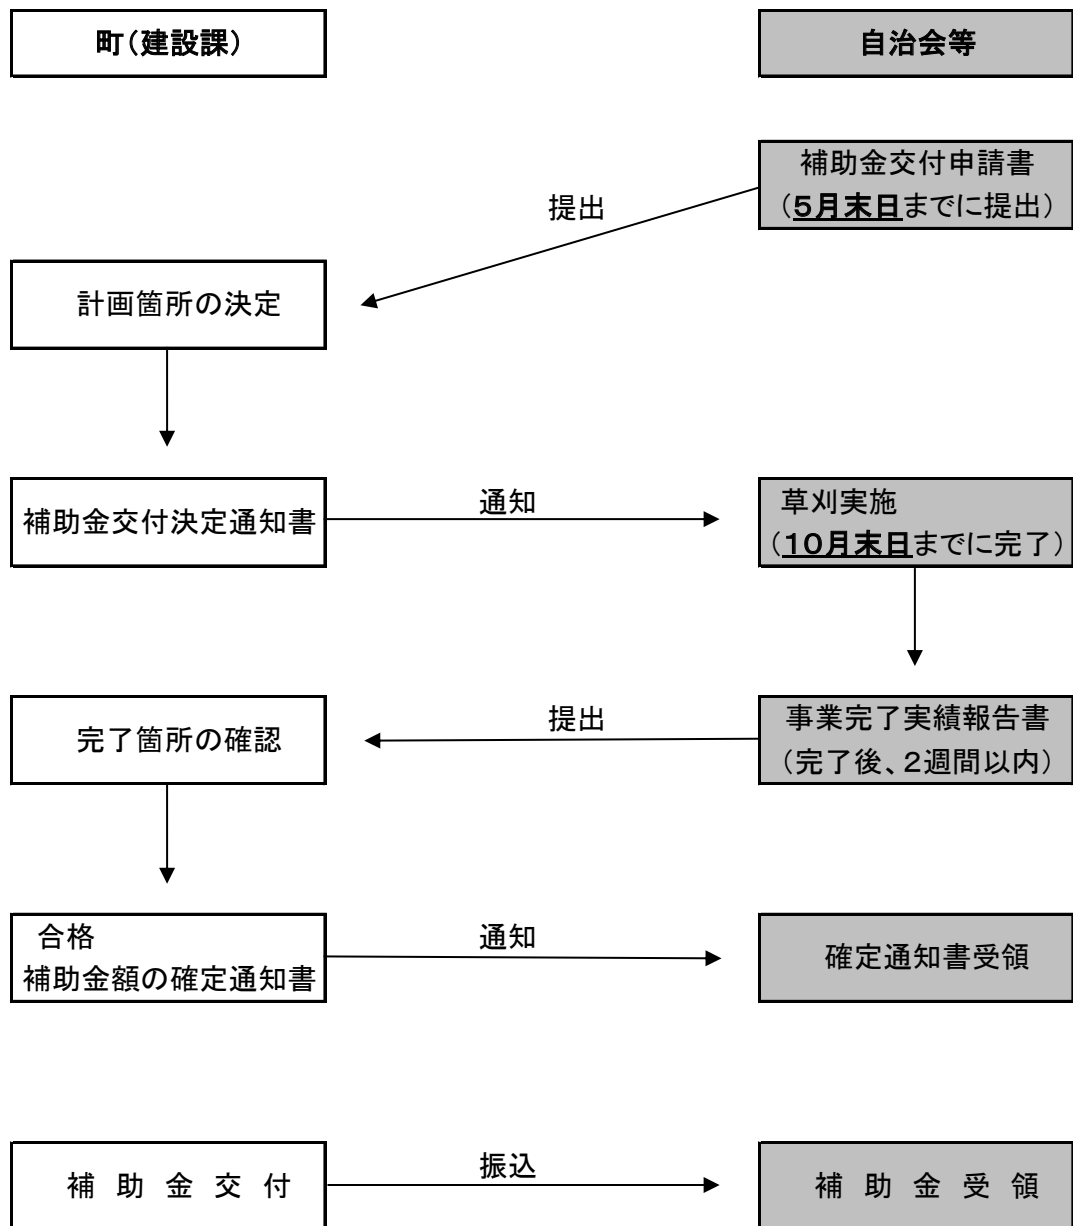 町(建設課)
自治会等
補助金交付申請書
(５月末日までに提出)
提出
計画箇所の決定
補助金交付決定通知書
通知
草刈実施
(１０月末日までに完了)
完了箇所の確認
提出
事業完了実績報告書
(完了後、２週間以内)
合格
補助金額の確定通知書
通知
確定通知書受領
補助金交付
振込
補助金受領